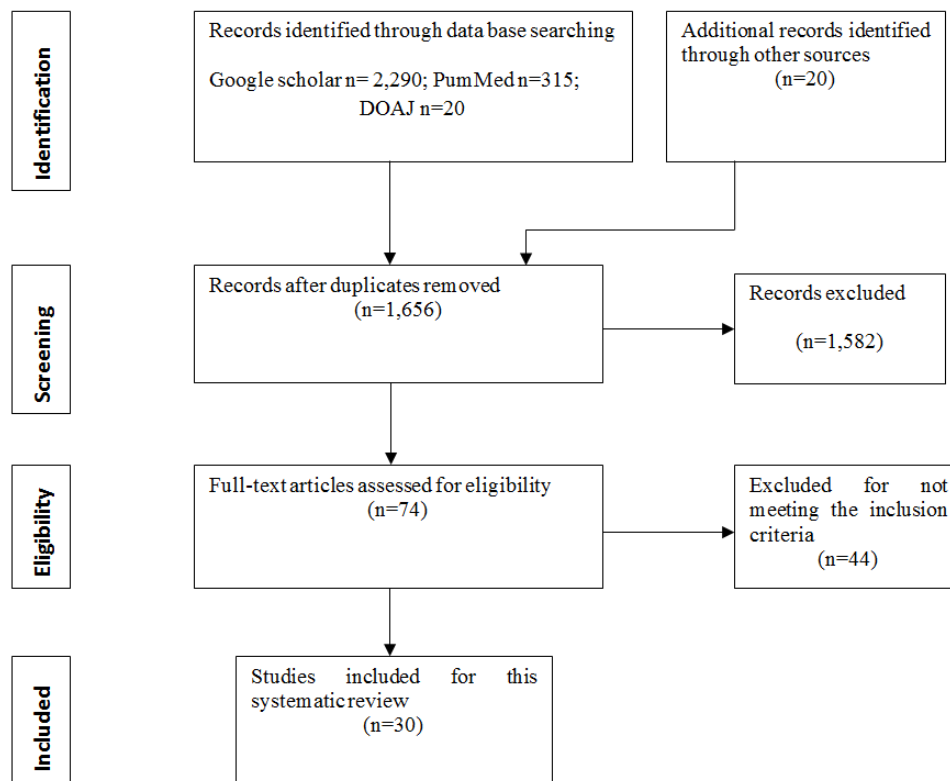 Identification
Records identified through data base searching
Google scholar n= 2,290; PumMed n=315;
DOAJ n=20
Additional records identified
through other sources
(n=20)
Screening
Records after duplicates removed
(n=1,656)
Records excluded
(n=1,582)
Eligibility
Full-text articles assessed for eligibility
(n=74)
Excluded for not
meeting the inclusion
criteria
(n=44)
Included
Studies included for this
systematic review
(n=30)